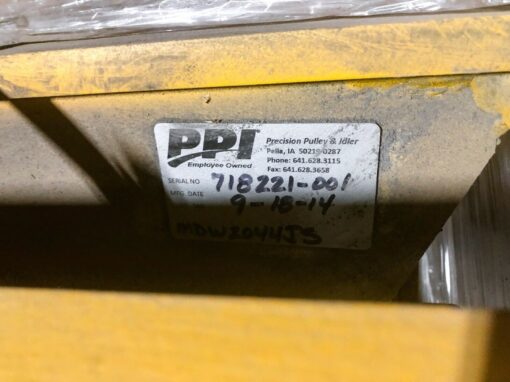 PPI
Employee Owned
Precision Pulley & Idler
Pella, IA 50219-0287
Phone: 641.628.3115
Fax: 641.628.3658
SERIAL NO 718221-001
MFG. DATE 9-18-14
MDW2044JS